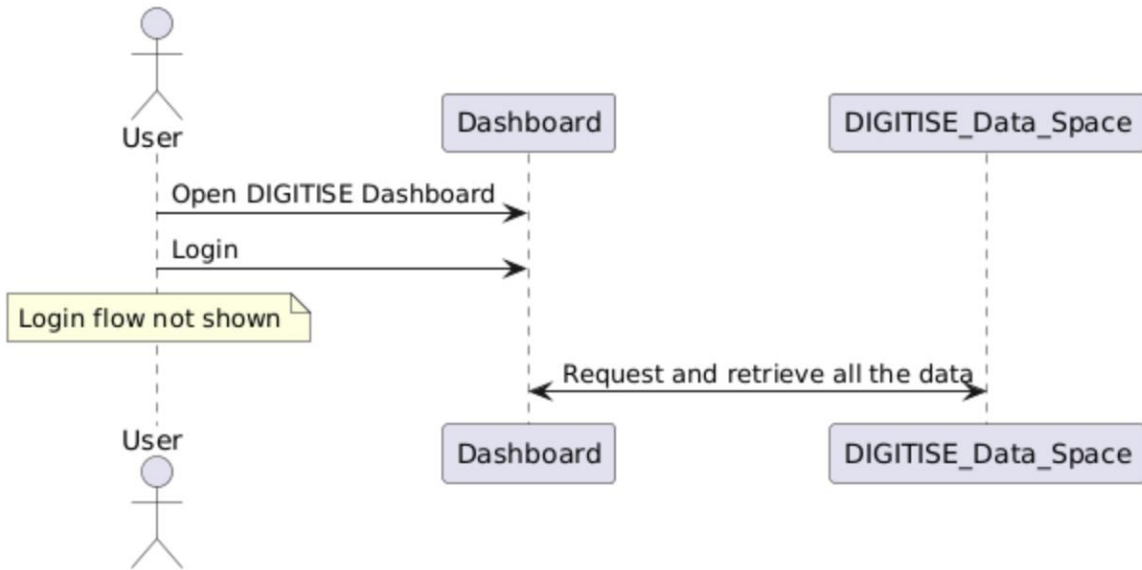 User
Dashboard
DIGITISE_Data_Space
Open DIGITISE Dashboard
Login
Login flow not shown
Request and retrieve all the data
User
Dashboard
DIGITISE_Data_Space